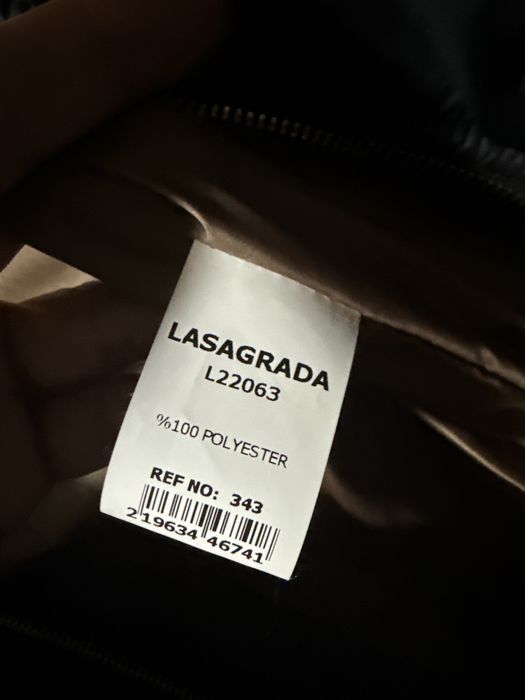 LASAGRADA
L22063
%100 POLYESTER
REF NO: 343
2 19634 46741